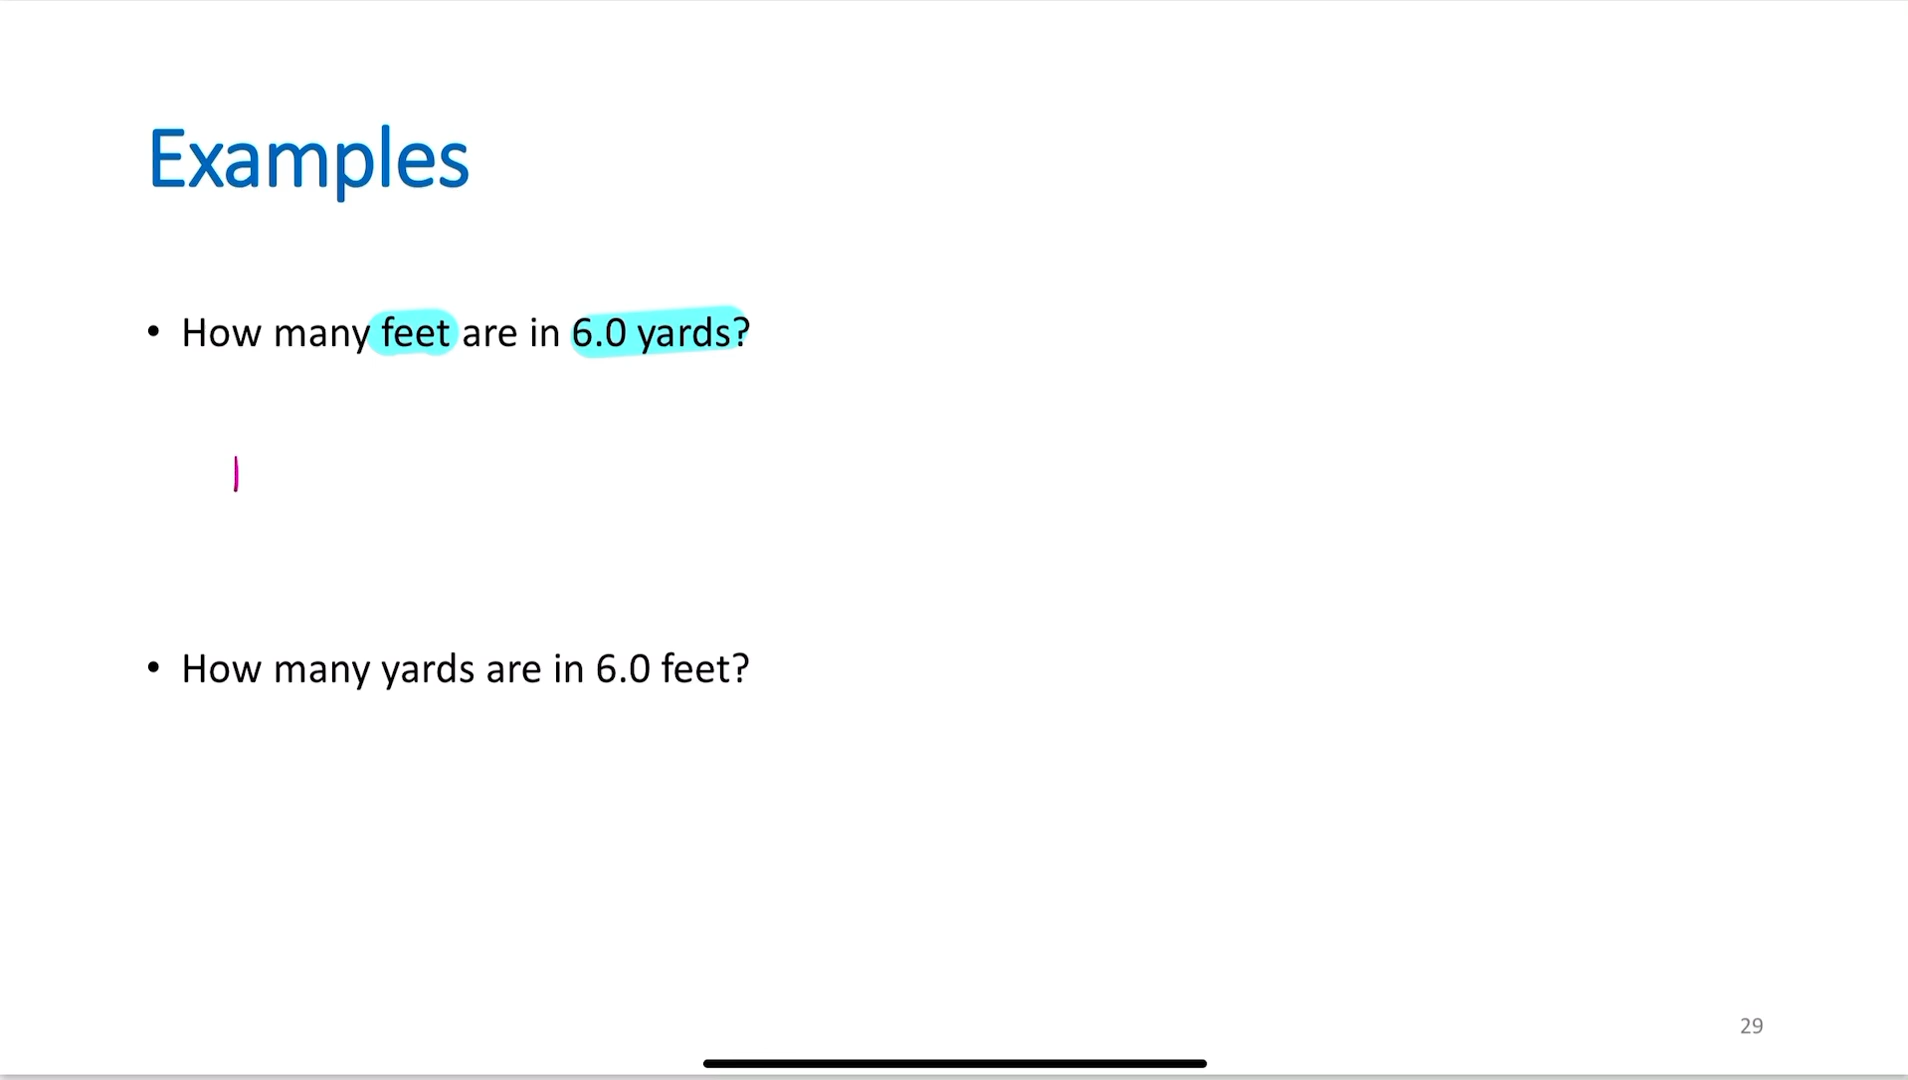 Examples
• How many feet are in 6.0 yards?
• How many yards are in 6.0 feet?
29